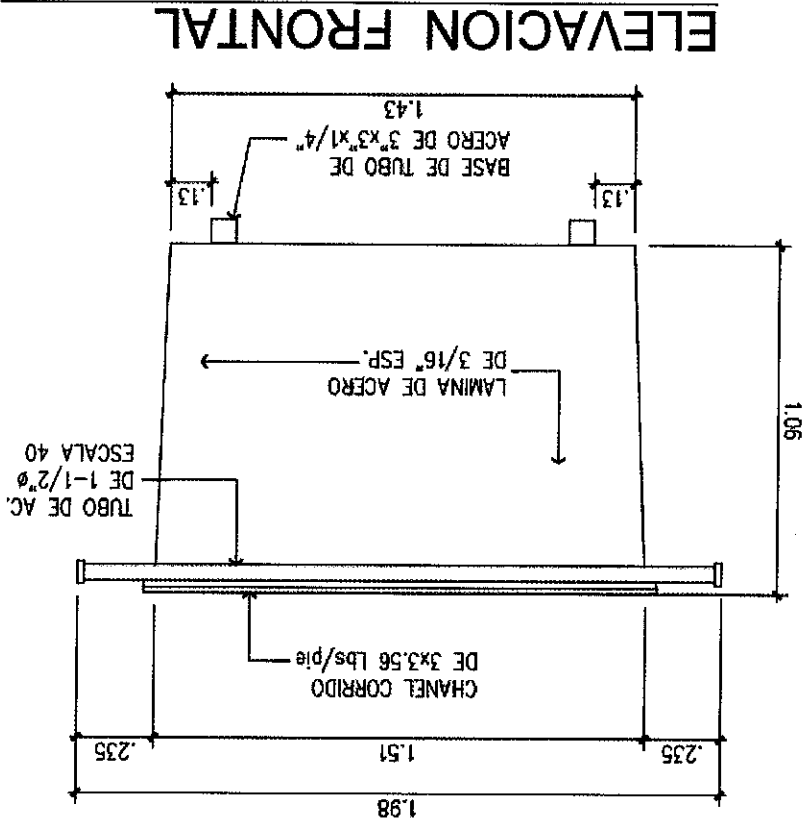 1.98
.235
1.51
.235
CHANEL CORRIDO
DE 3x3.56 Lbs/pie
TUBO DE AC.
DE 1-1/2"ø
ESCALA 40
1.06
LAMINA DE ACERO
DE 3/16" ESP.
.13
.13
BASE DE TUBO DE
ACERO DE 3"x3"x1/4"
1.43
ELEVACION FRONTAL